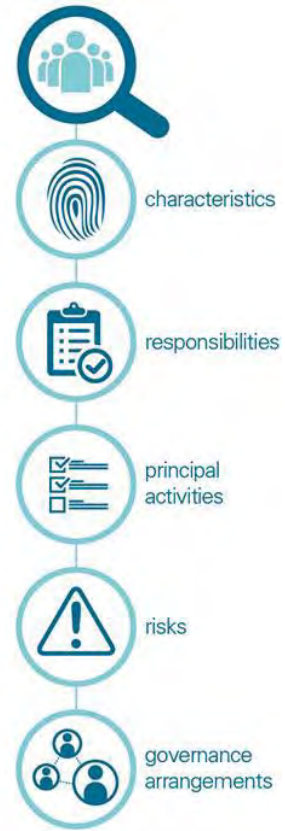 characteristics
responsibilities
principal
activities
risks
governance
arrangements